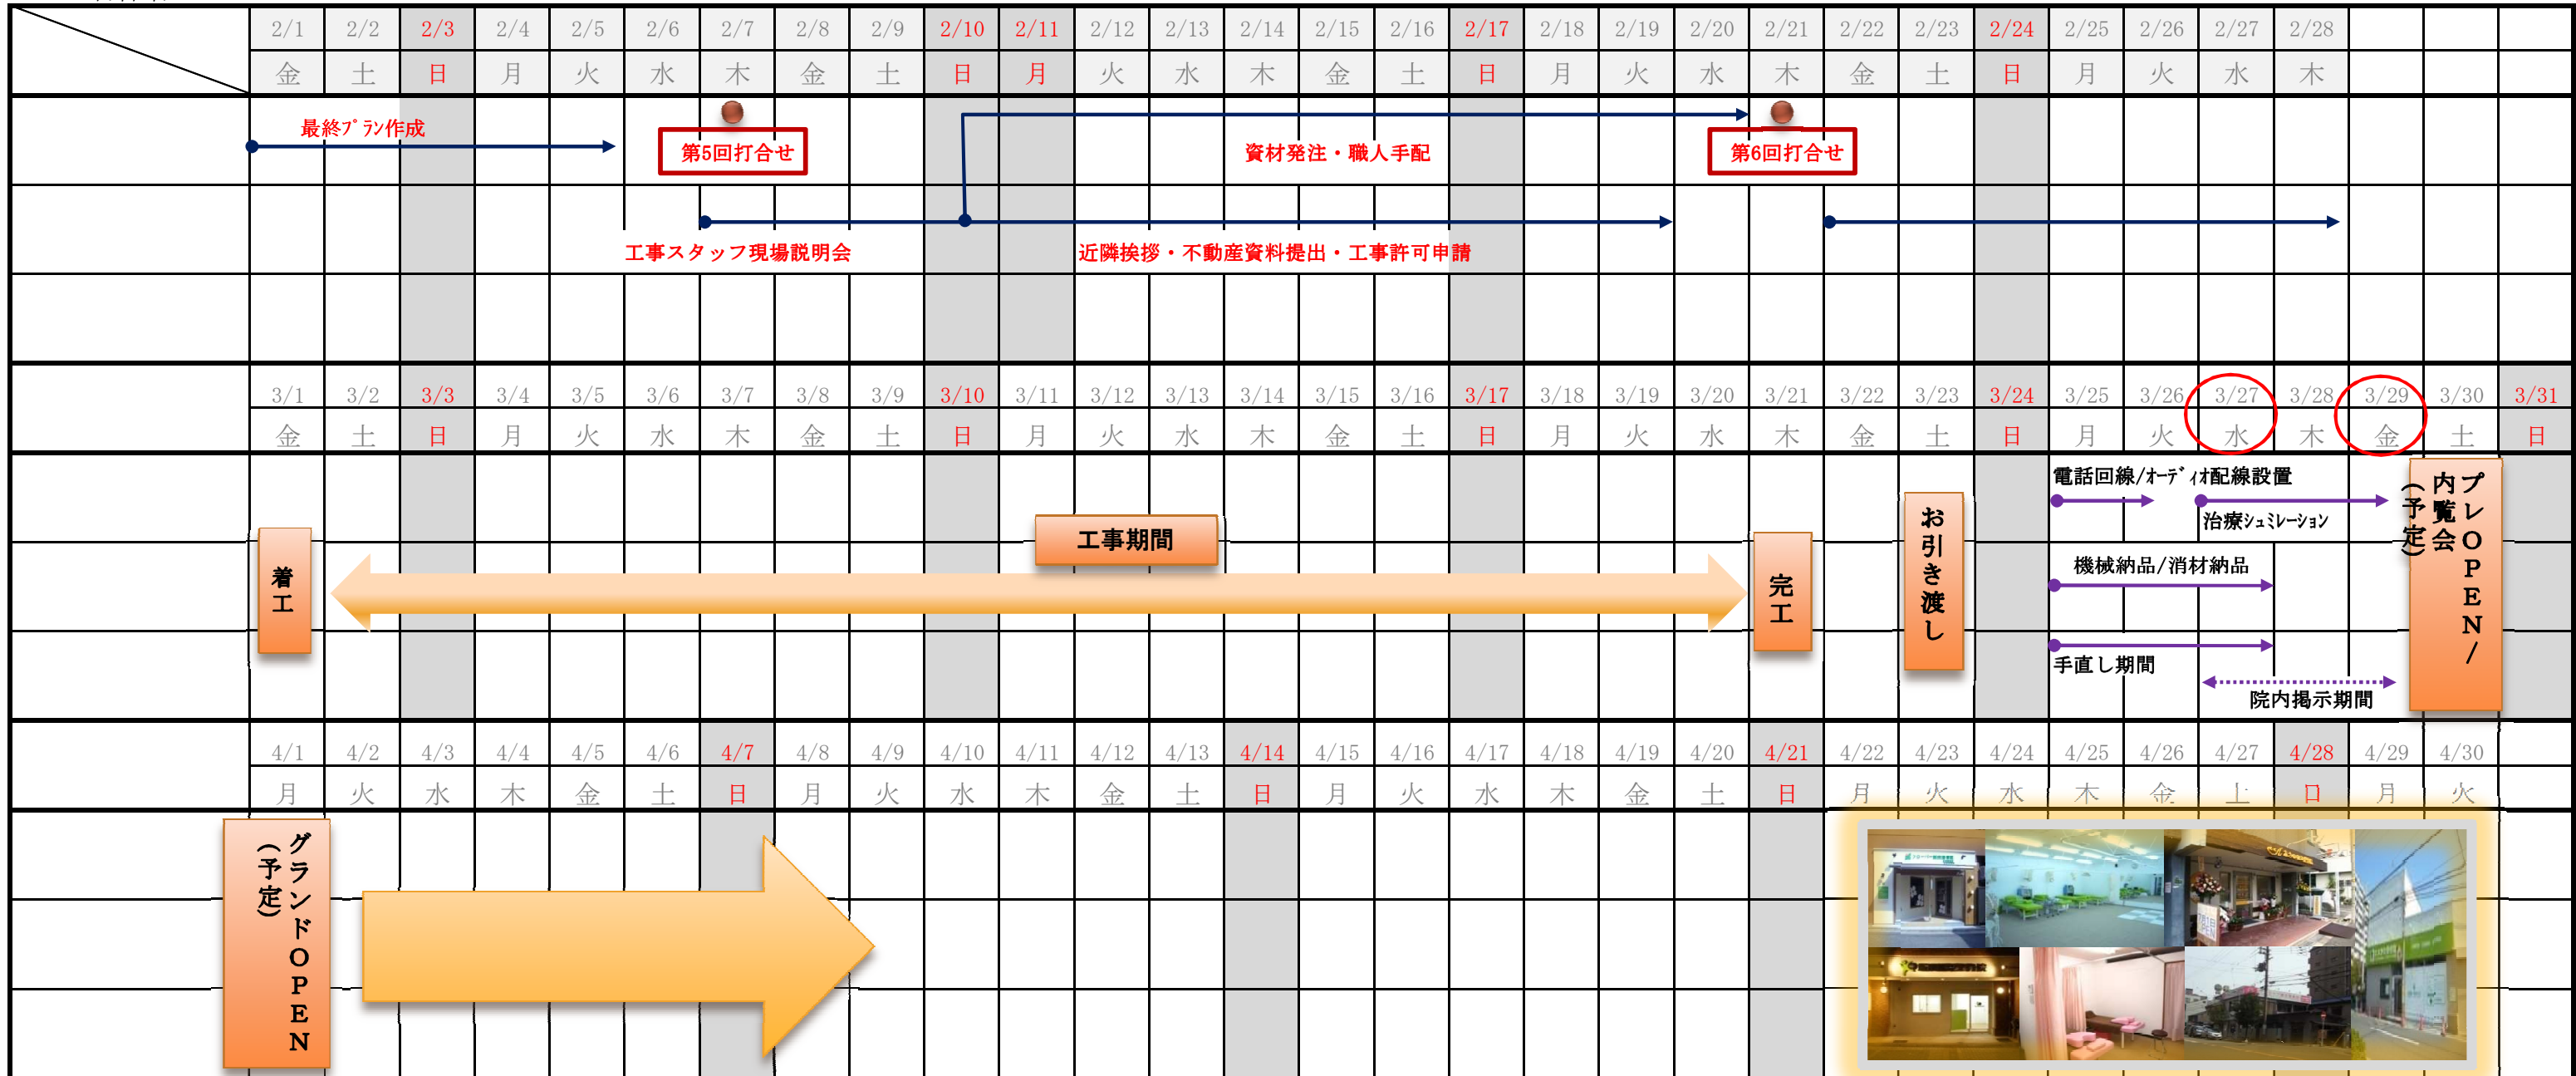 2/1 2/2 2/3 2/4 2/5 2/6 2/7 2/8 2/9 2/10 2/11 2/12 2/13 2/14 2/15 2/16 2/17 2/18 2/19 2/20 2/21 2/22 2/23 2/24 2/25 2/26 2/27 2/28
金 土 日 月 火 水 木 金 土 日 月 火 水 木 金 土 日 月 火 水 木 金 土 日 月 火 水 木
最終プラン作成
第5回打合せ
資材発注・職人手配
第6回打合せ
工事スタッフ現場説明会
近隣挨拶・不動産資料提出・工事許可申請
3/1 3/2 3/3 3/4 3/5 3/6 3/7 3/8 3/9 3/10 3/11 3/12 3/13 3/14 3/15 3/16 3/17 3/18 3/19 3/20 3/21 3/22 3/23 3/24 3/25 3/26 3/27 3/28 3/29 3/30 3/31
金 土 日 月 火 水 木 金 土 日 月 火 水 木 金 土 日 月 火 水 木 金 土 日 月 火 水 木 金 土 日
着工
工事期間
完工
お引き渡し
電話回線/オーディオ配線設置
治療シュミレーション
機械納品/消材納品
手直し期間
院内掲示期間
プレOPEN/
内覧会
(予定)
4/1 4/2 4/3 4/4 4/5 4/6 4/7 4/8 4/9 4/10 4/11 4/12 4/13 4/14 4/15 4/16 4/17 4/18 4/19 4/20 4/21 4/22 4/23 4/24 4/25 4/26 4/27 4/28 4/29 4/30
月 火 水 木 金 土 日 月 火 水 木 金 土 日 月 火 水 木 金 土 日 月 火 水 木 金 土 日 月 火
グランドOPEN
(予定)